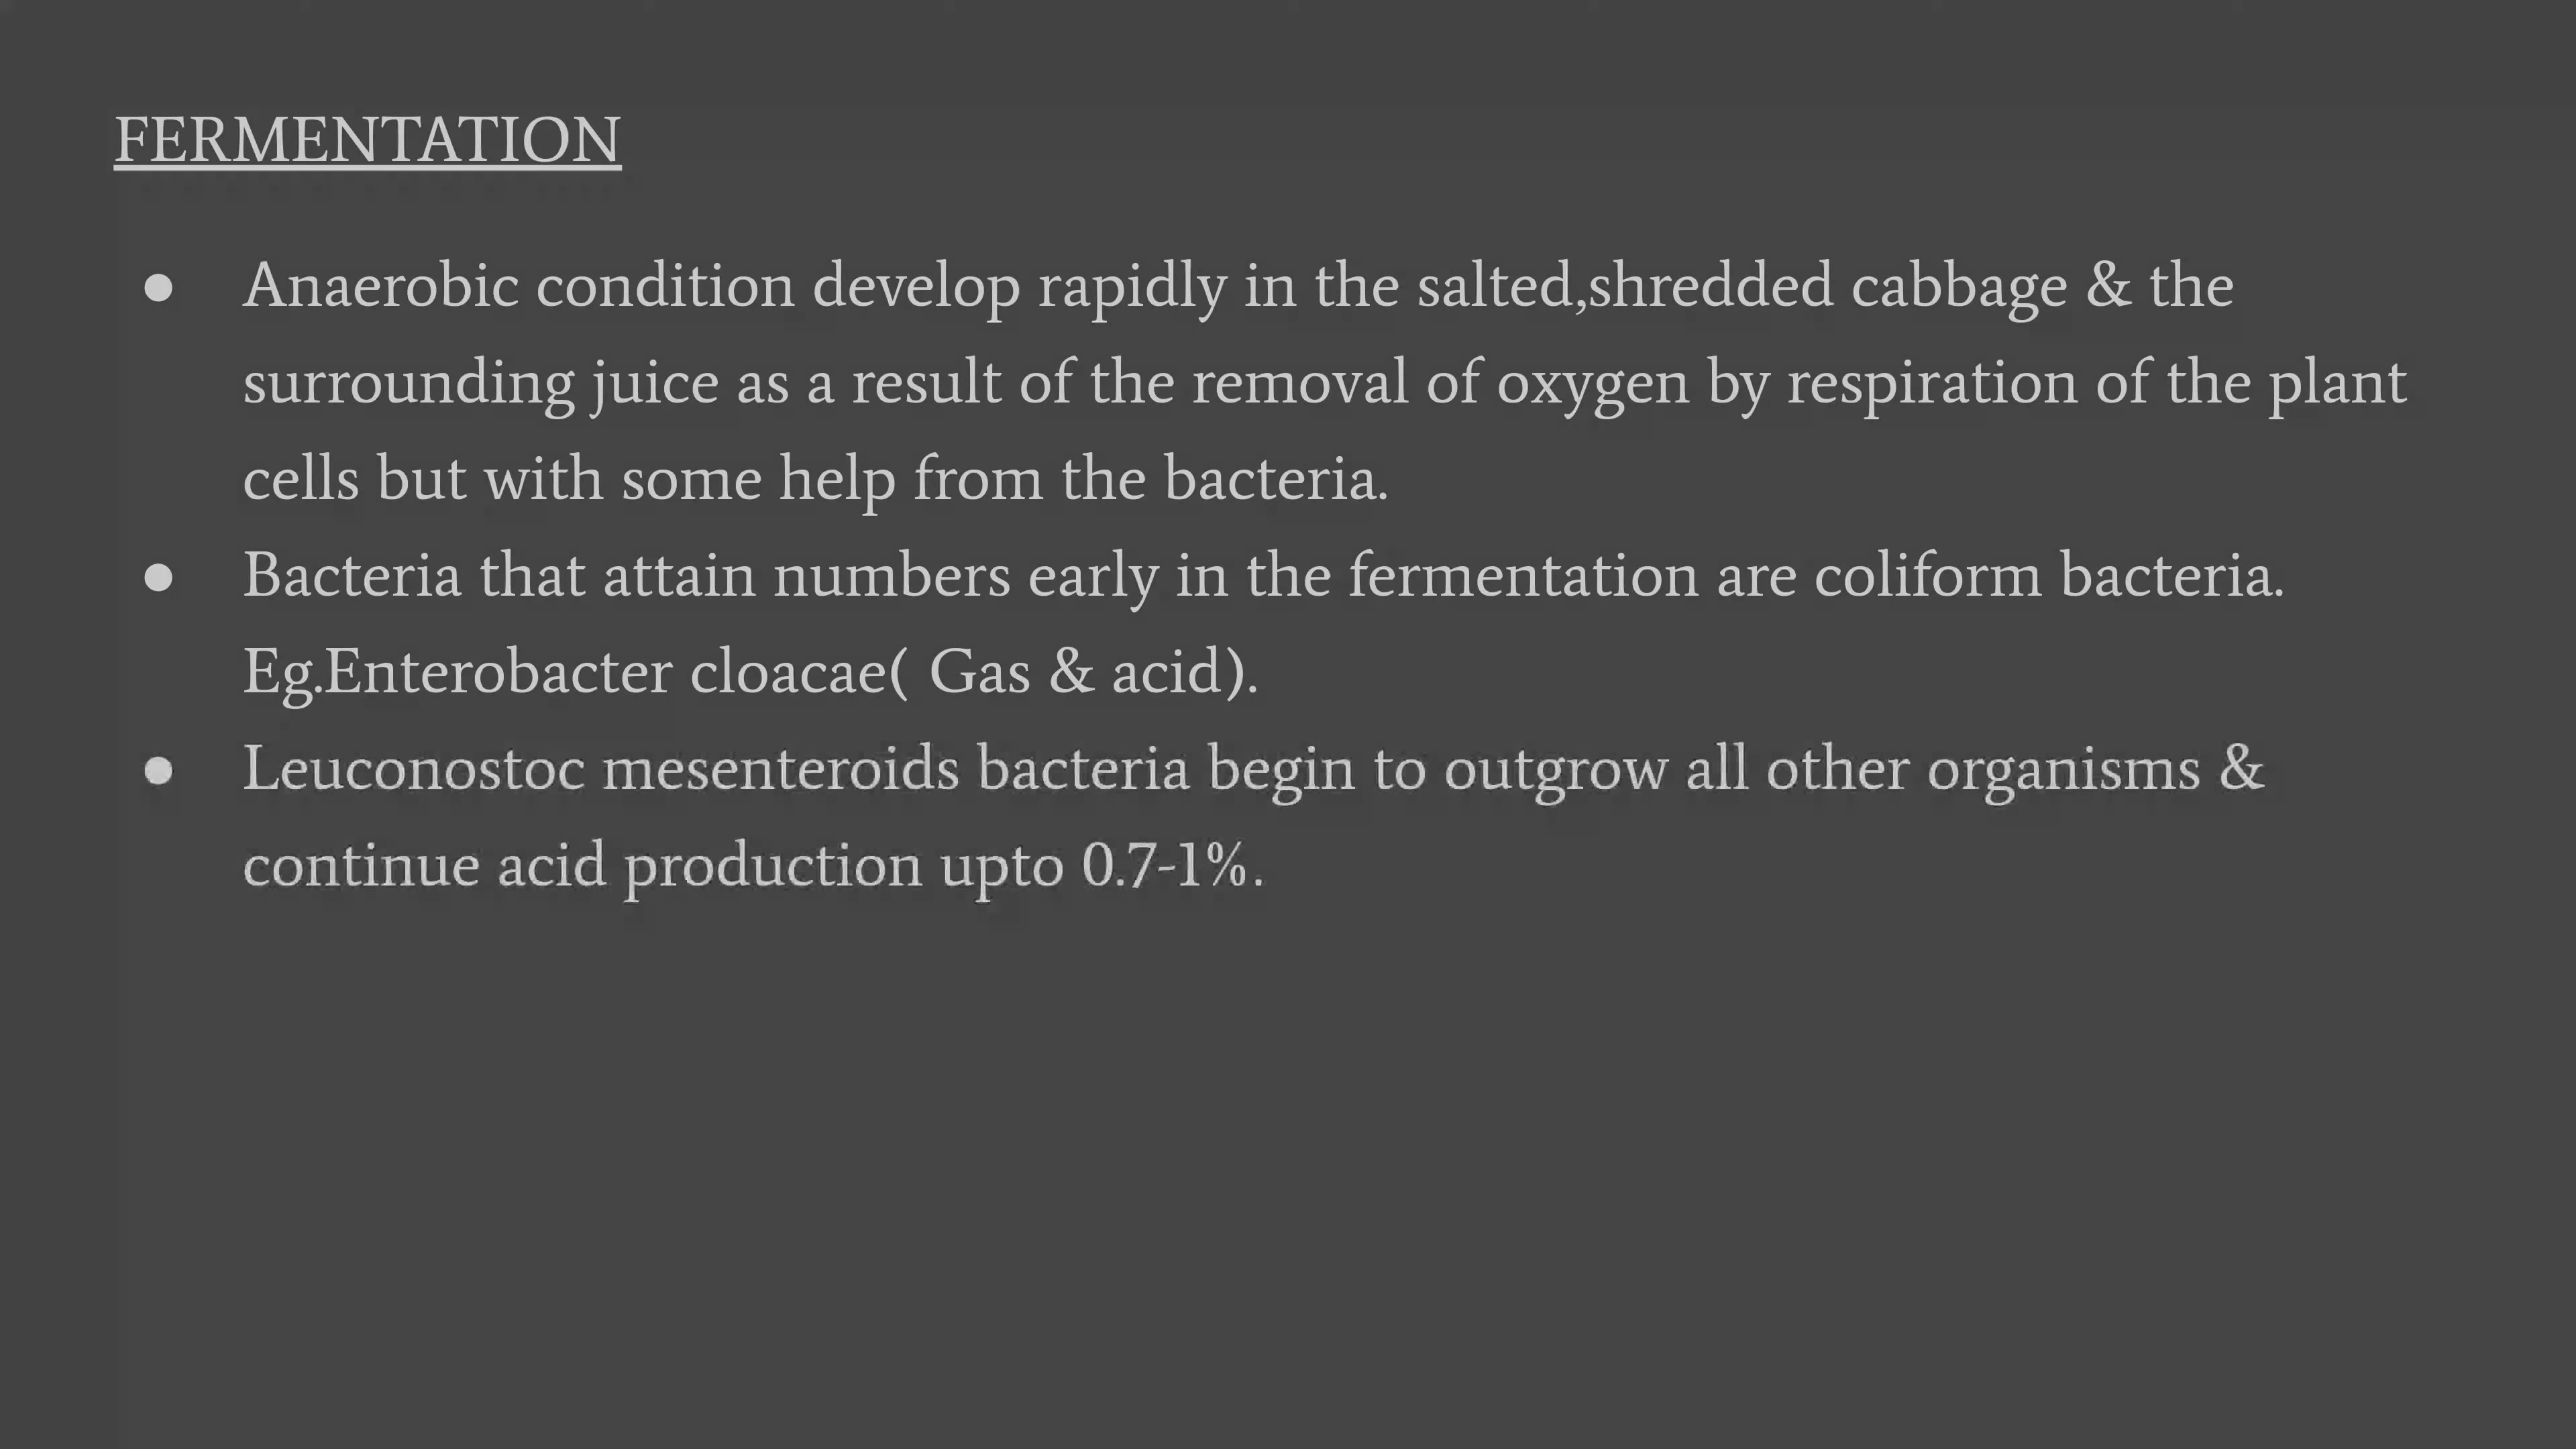 FERMENTATION
● Anaerobic condition develop rapidly in the salted,shredded cabbage & the
surrounding juice as a result of the removal of oxygen by respiration of the plant
cells but with some help from the bacteria.
● Bacteria that attain numbers early in the fermentation are coliform bacteria.
Eg.Enterobacter cloacae( Gas & acid).
● Leuconostoc mesenteroids bacteria begin to outgrow all other organisms &
continue acid production upto 0.7-1%.